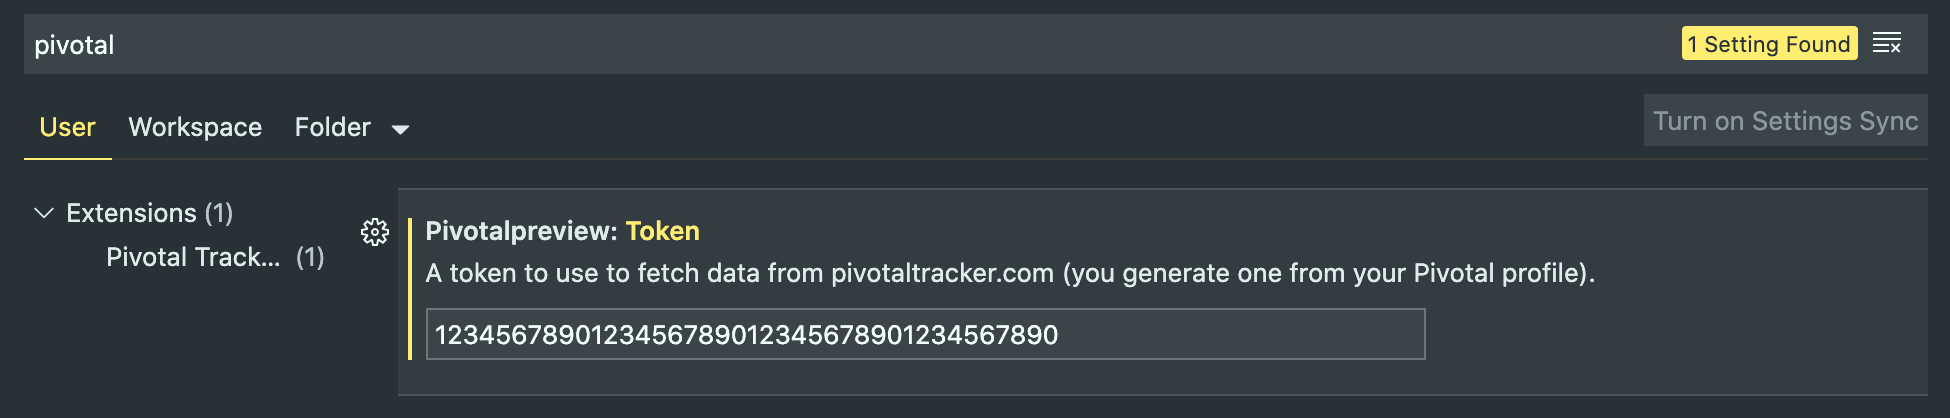 pivotal
1 Setting Found
User Workspace Folder
Turn on Settings Sync
Extensions (1)
Pivotal Track... (1)
Pivotalpreview: Token
A token to use to fetch data from pivotaltracker.com (you generate one from your Pivotal profile).
1234567890123456789012345678901234567890